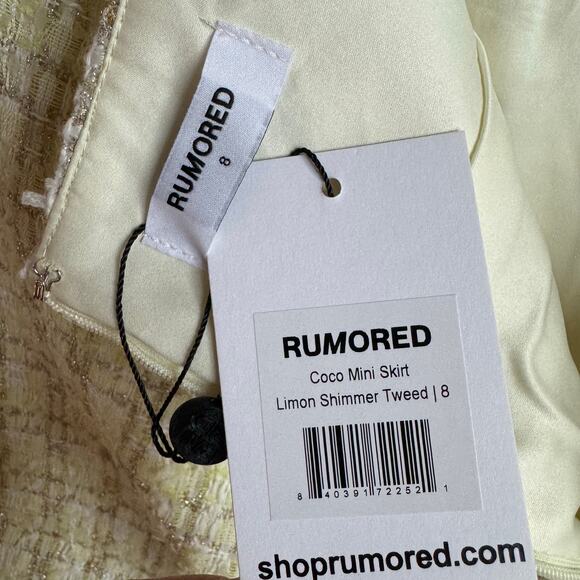 RUMORED
8
RUMORED
Coco Mini Skirt
Limon Shimmer Tweed | 8
8 40391 72252 1
shoprumored.com